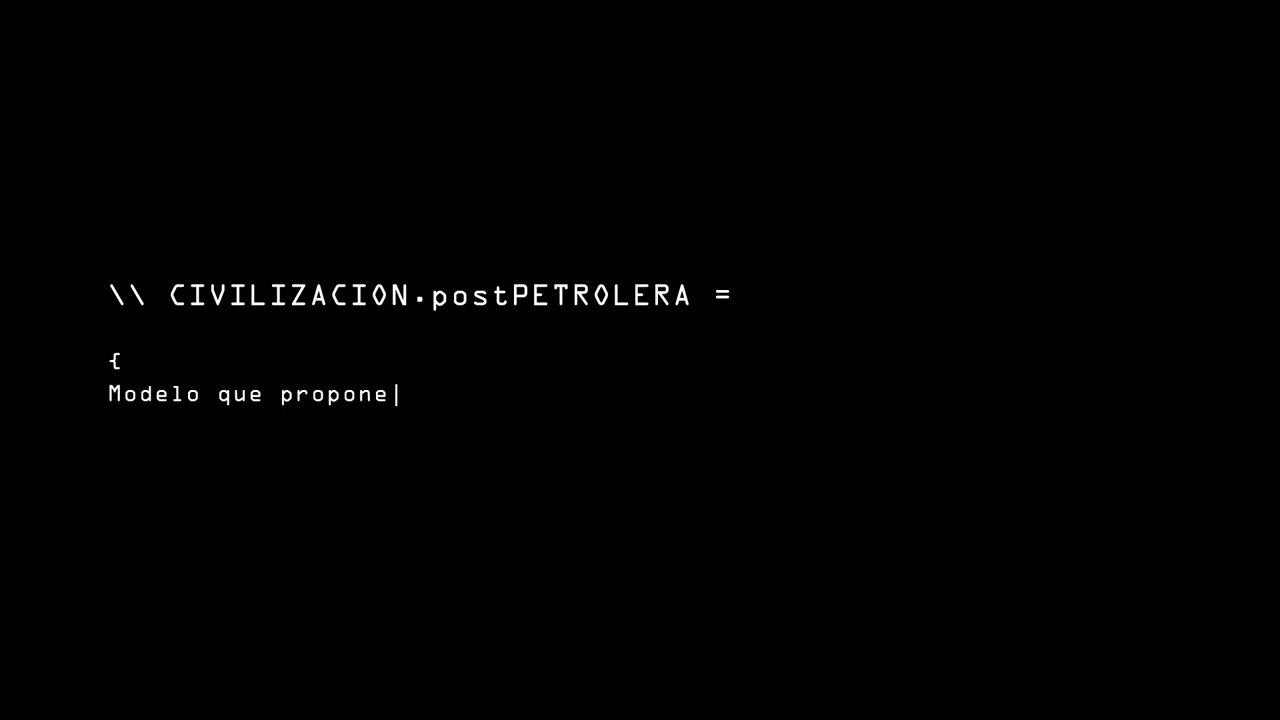 \\ CIVILIZACION.postPETROLERA =
{
Modelo que propone|